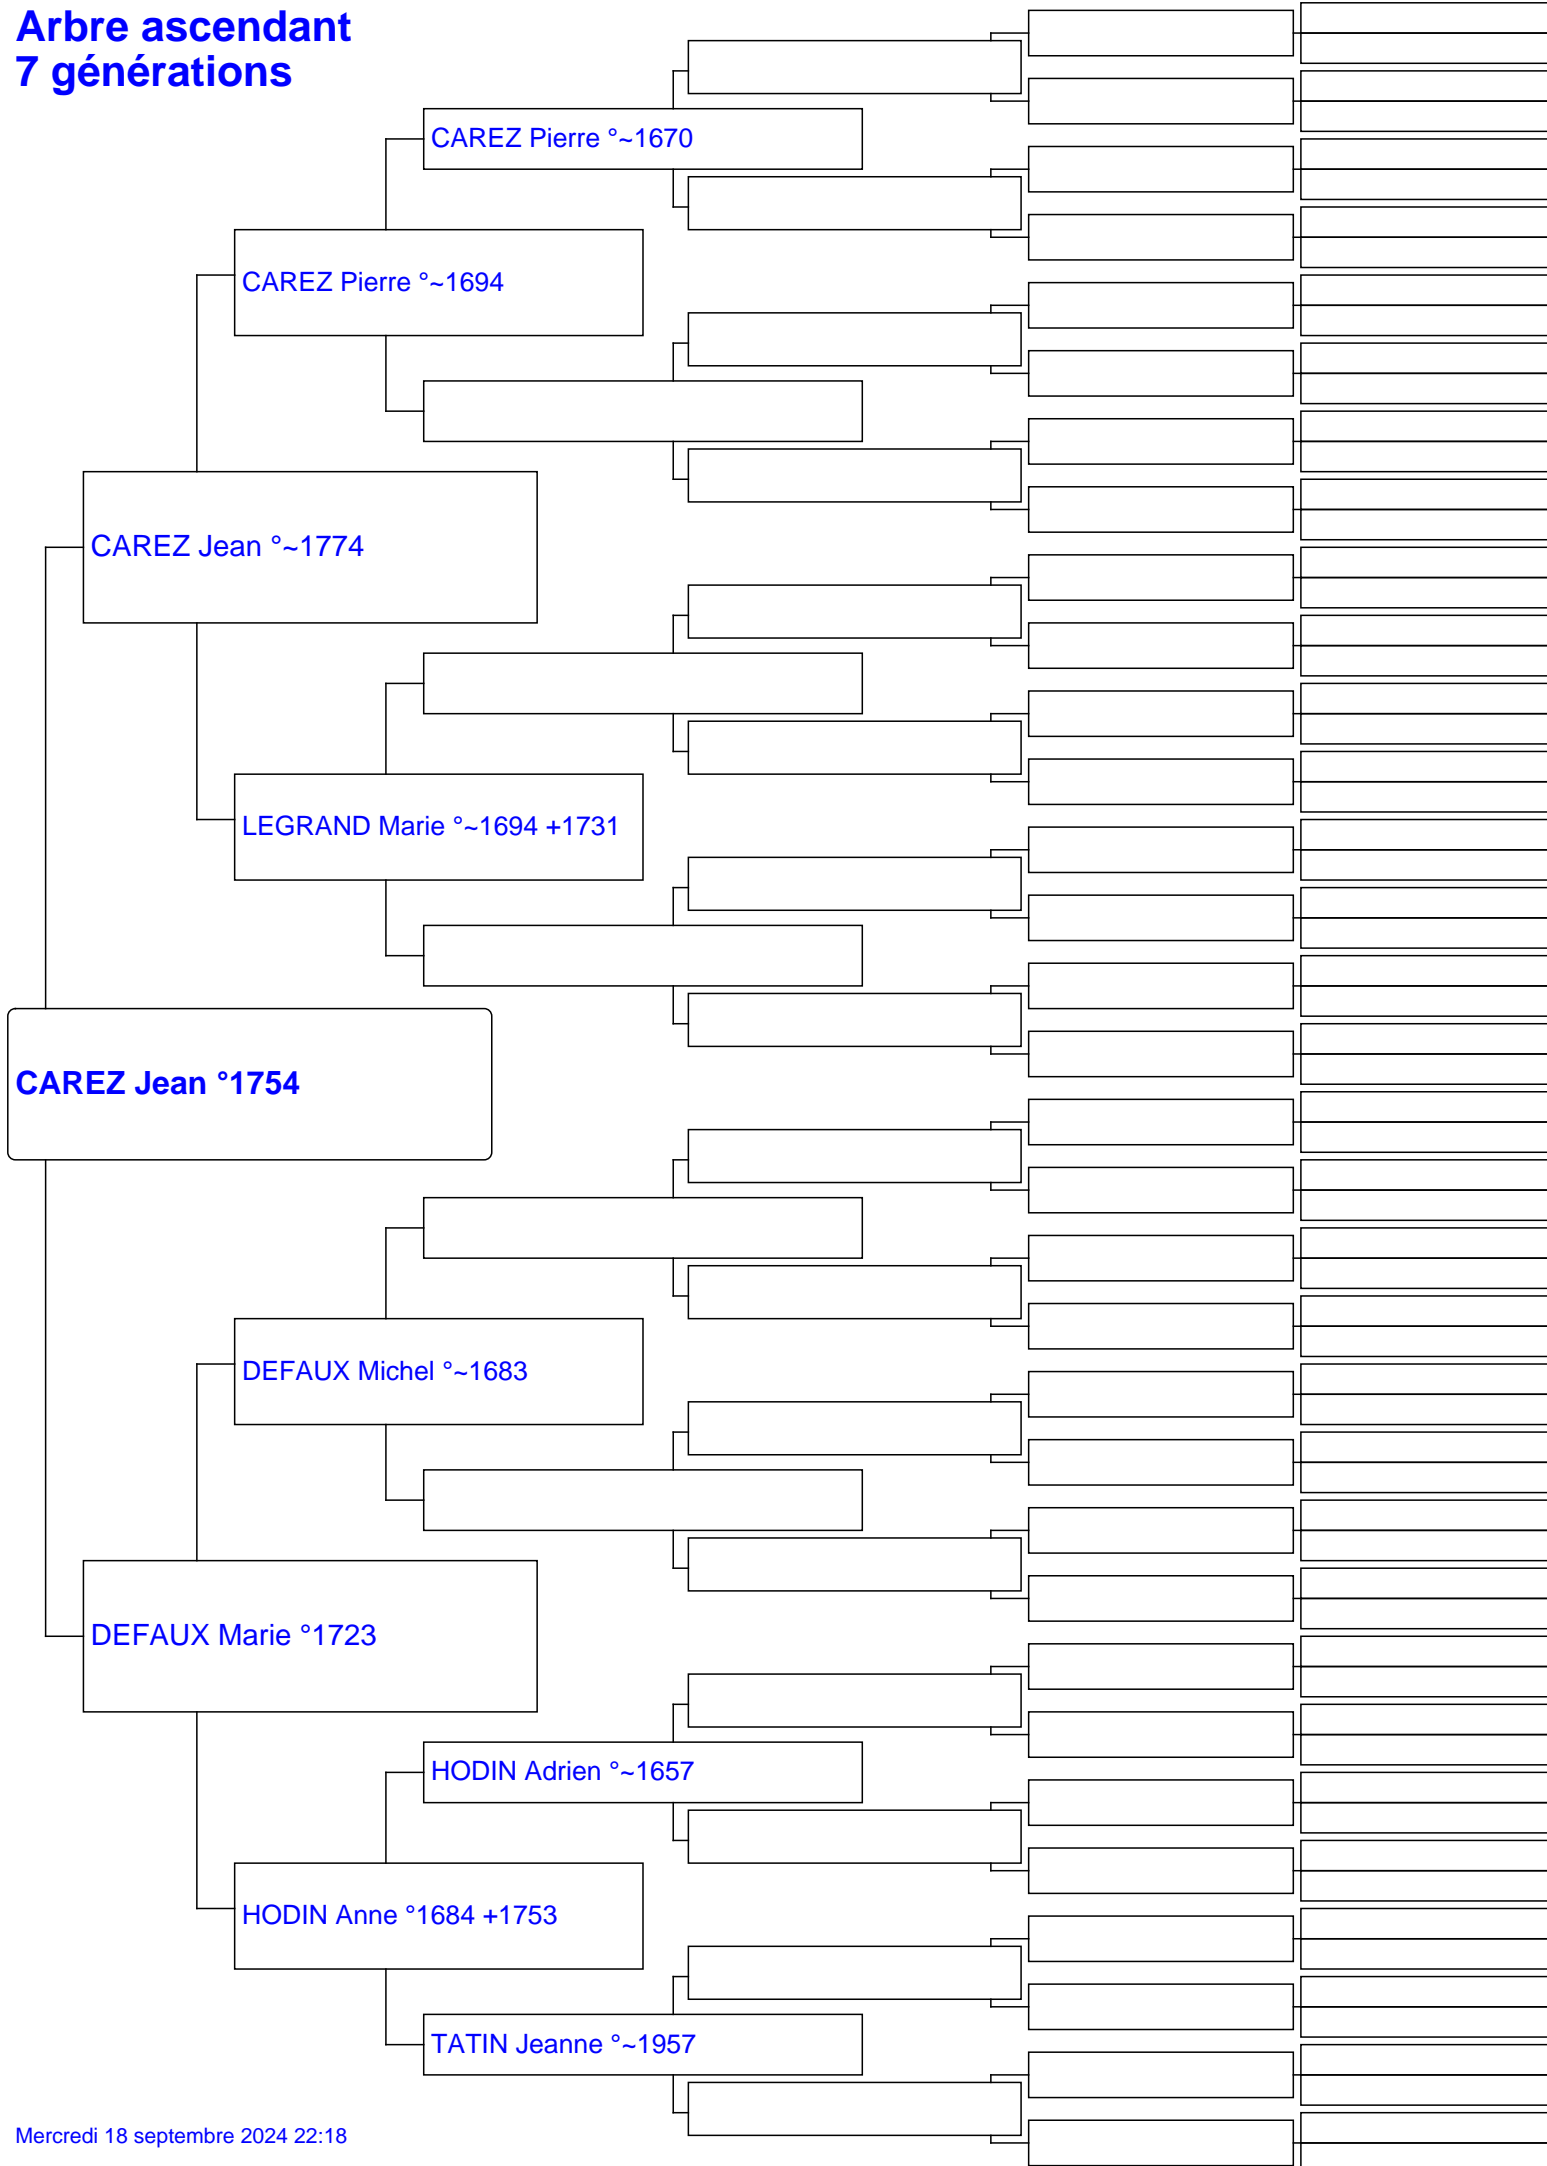 Arbre ascendant
7 générations
CAREZ Pierre °~1670
CAREZ Pierre °~1694
CAREZ Jean °~1774
LEGRAND Marie °~1694 +1731
CAREZ Jean °1754
DEFAUX Michel °~1683
DEFAUX Marie °1723
HODIN Adrien °~1657
HODIN Anne °1684 +1753
TATIN Jeanne °~1957
Mercredi 18 septembre 2024 22:18